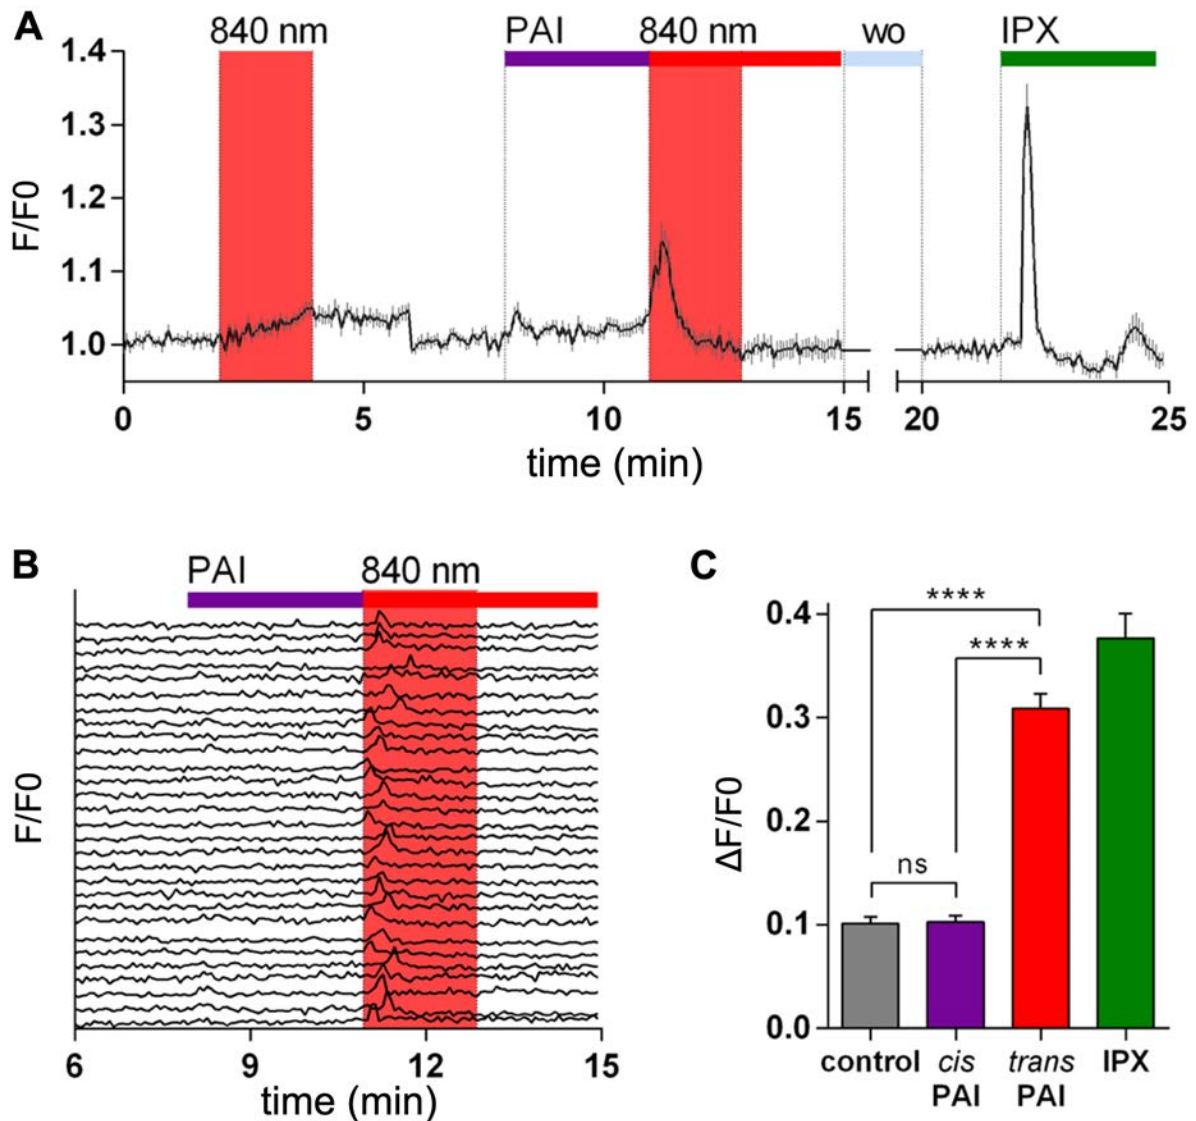 A
840 nm PAI 840 nm wo IPX
1.4
1.3
1.2
1.1
1.0
F/F0
0 5 10 15 20 25
time (min)
B
PAI 840 nm
F/F0
6 9 12 15
time (min)
C
****
****
ns
0.4
0.3
0.2
0.1
0.0
ΔF/F0
control cis trans IPX
PAI PAI